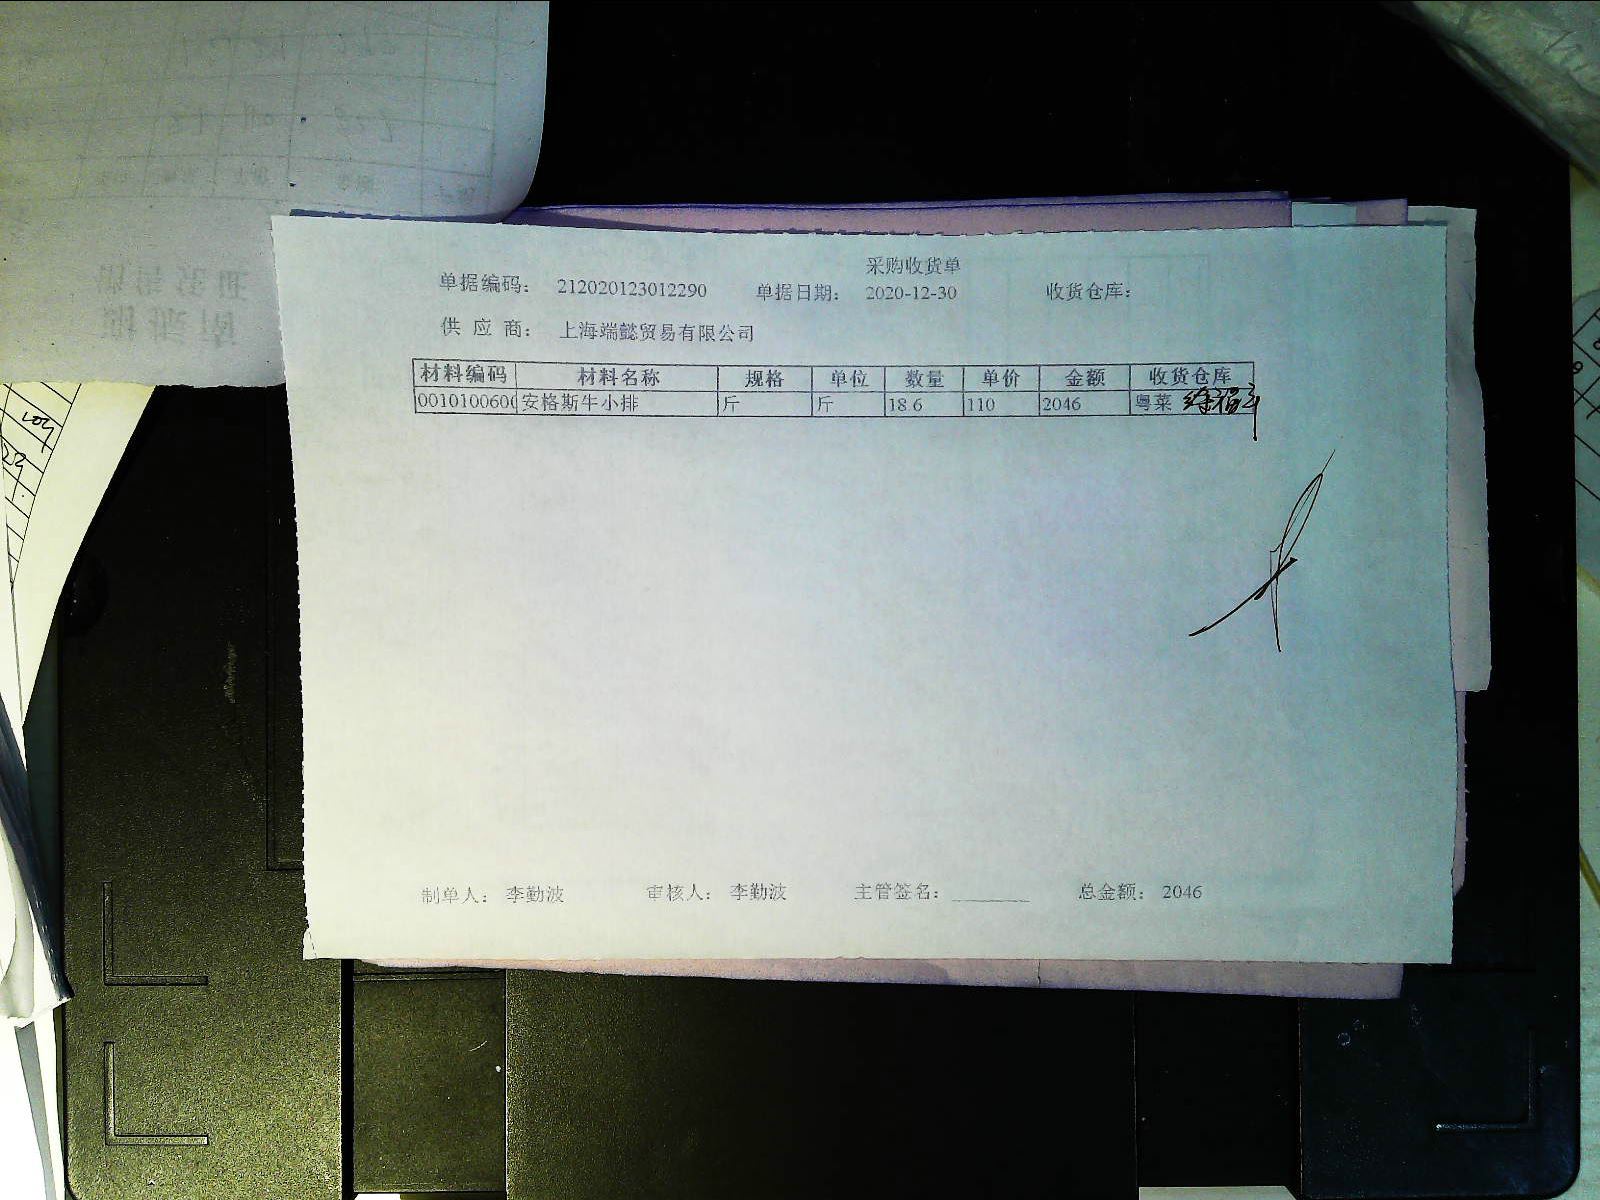 采购收货单
单据编码： 212020123012290 单据日期： 2020-12-30 收货仓库：
供 应 商： 上海端懿贸易有限公司
材料编码 材料名称 规格 单位 数量 单价 金额 收货仓库
0010100600 安格斯牛小排 斤 斤 18.6 110 2046 粤菜
制单人： 李勤波 审核人： 李勤波 主管签名：________ 总金额： 2046